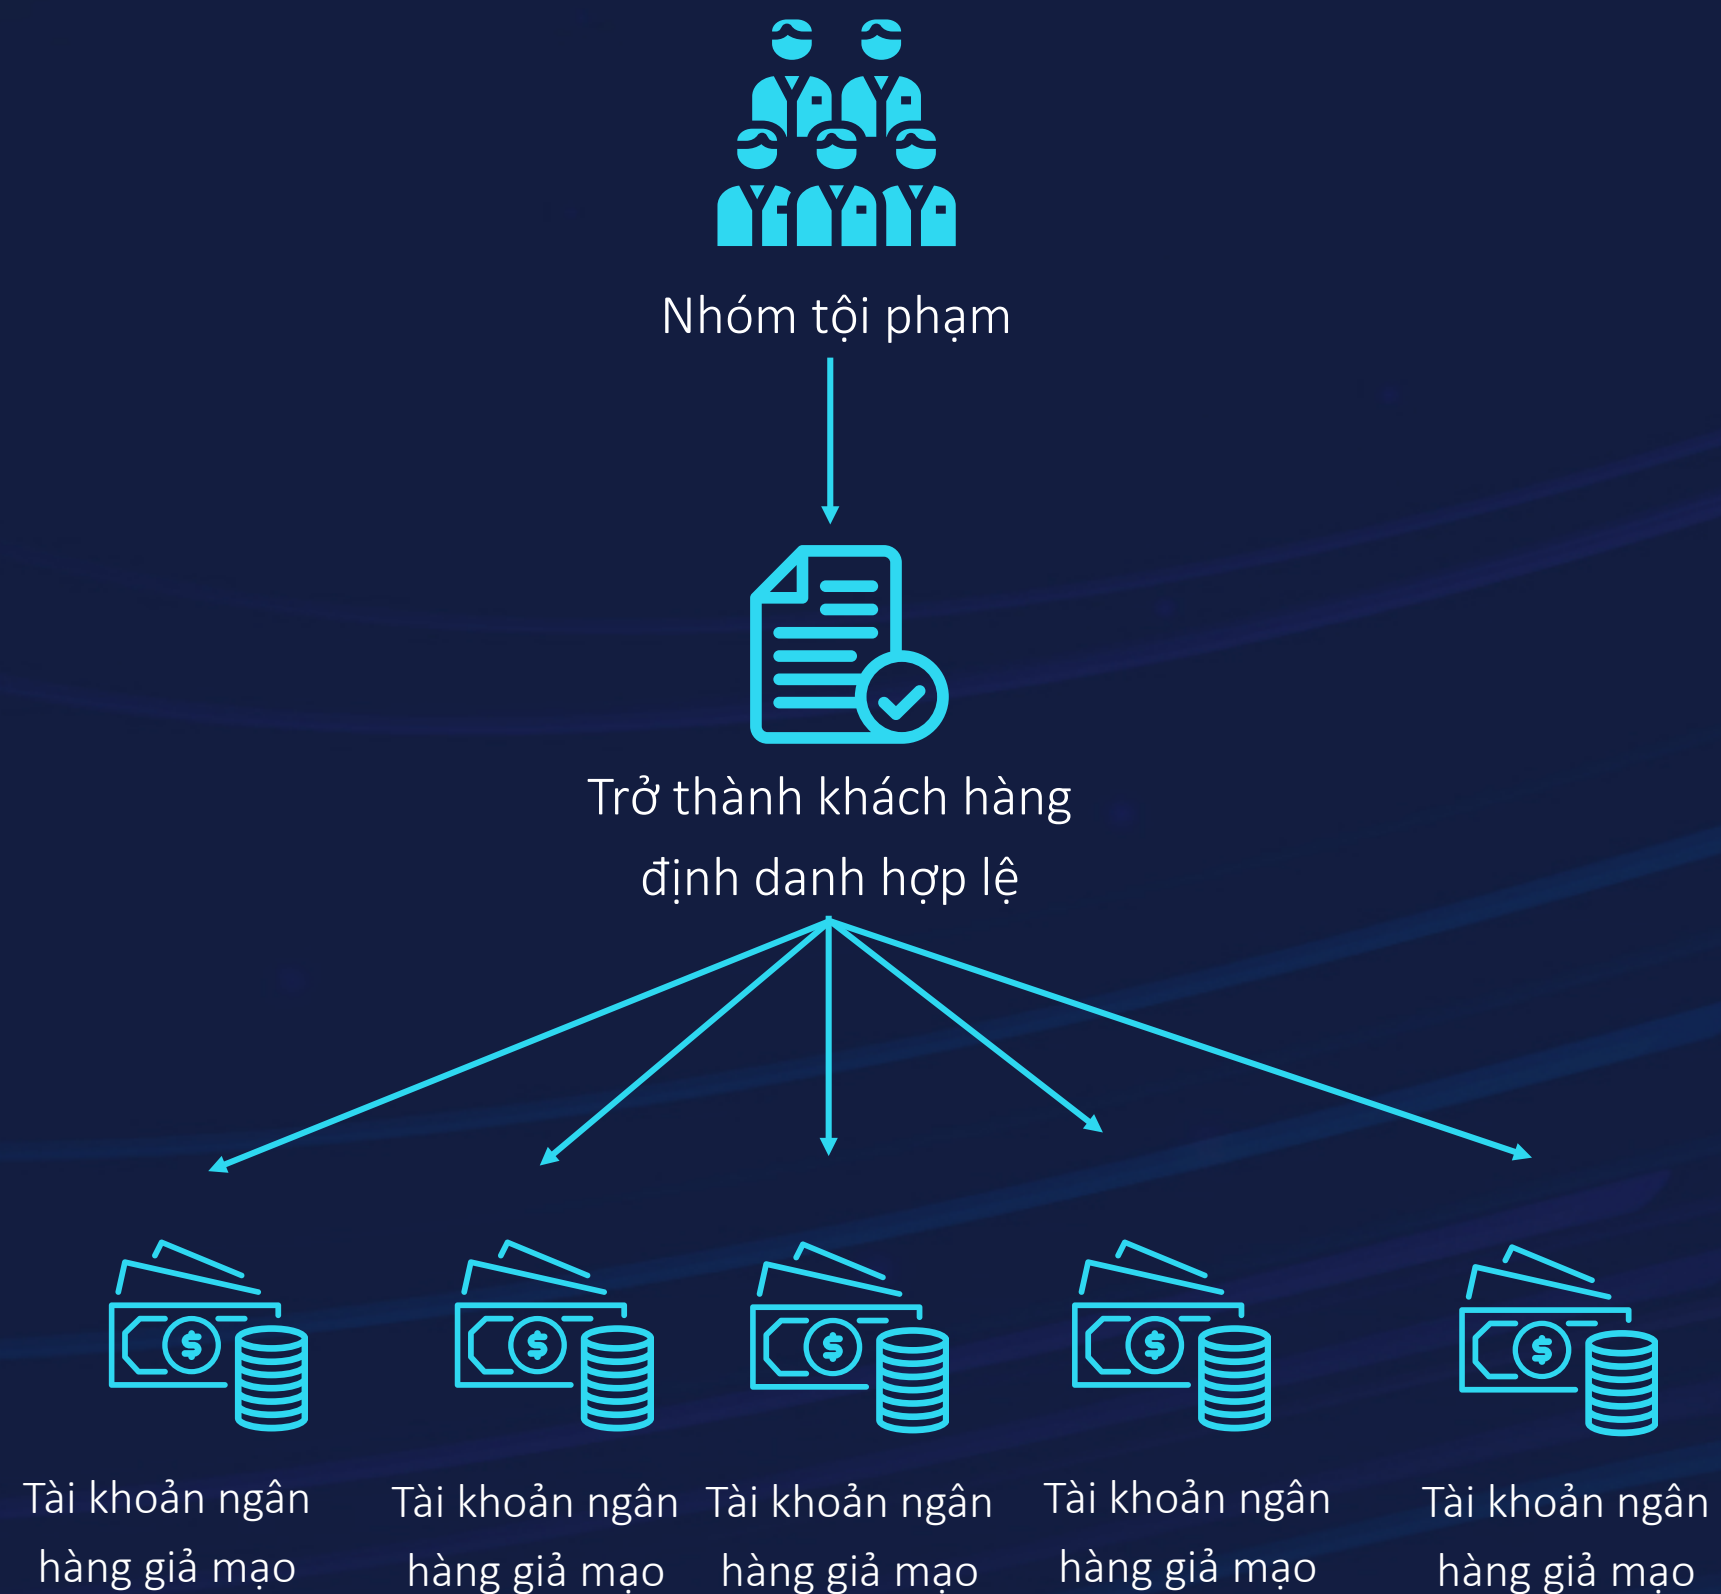 Nhóm tội phạm
Trở thành khách hàng
định danh hợp lệ
Tài khoản ngân
hàng giả mạo
Tài khoản ngân
hàng giả mạo
Tài khoản ngân
hàng giả mạo
Tài khoản ngân
hàng giả mạo
Tài khoản ngân
hàng giả mạo